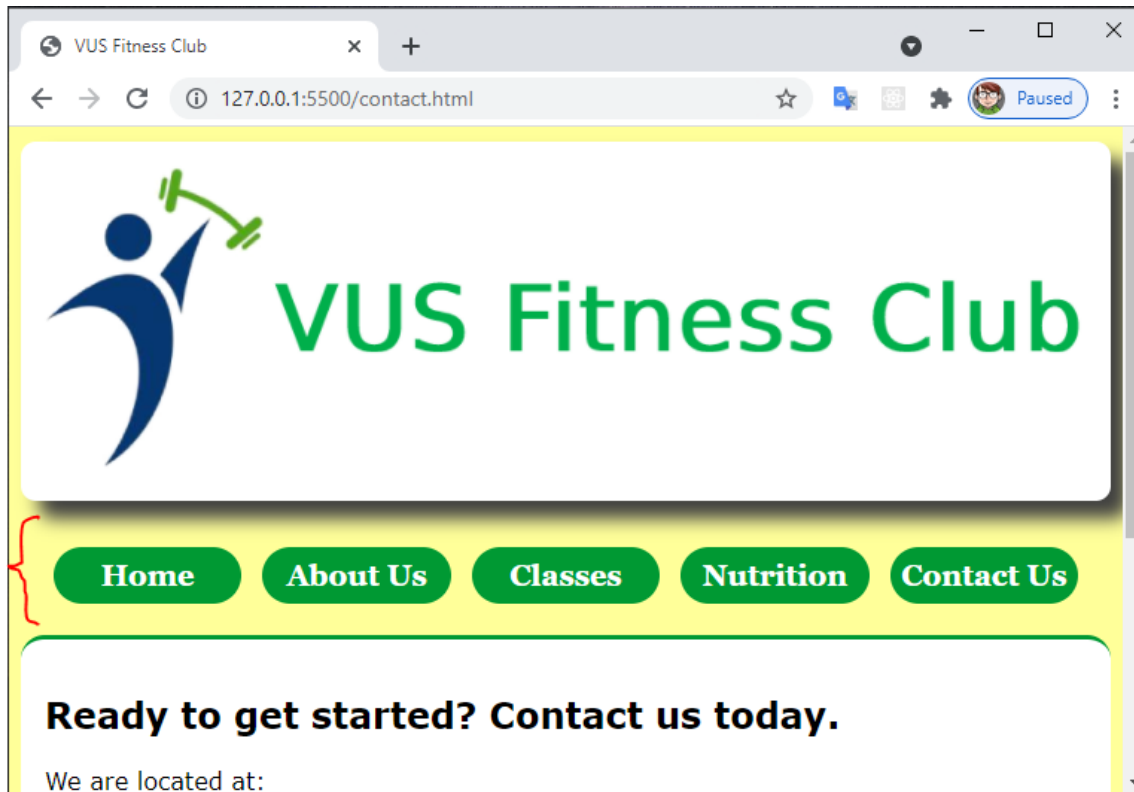 VUS Fitness Club
127.0.0.1:5500/contact.html
Paused
VUS Fitness Club
Home About Us Classes Nutrition Contact Us
Ready to get started? Contact us today.
We are located at: